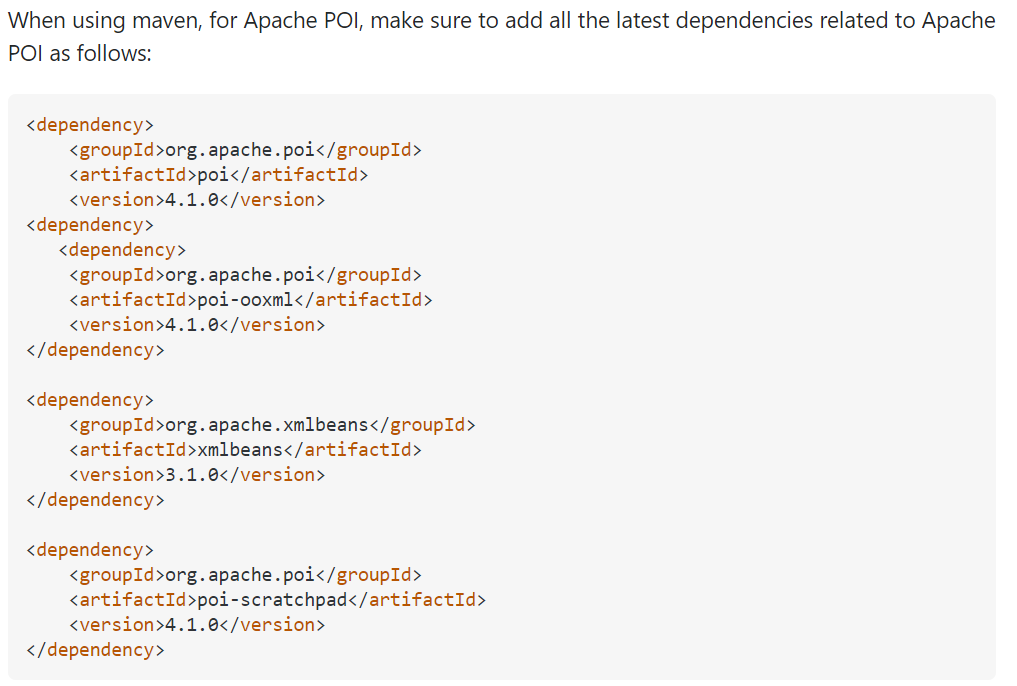 When using maven, for Apache POI, make sure to add all the latest dependencies related to Apache
POI as follows:
<dependency>
    <groupId>org.apache.poi</groupId>
    <artifactId>poi</artifactId>
    <version>4.1.0</version>
<dependency>
   <dependency>
    <groupId>org.apache.poi</groupId>
    <artifactId>poi-ooxml</artifactId>
    <version>4.1.0</version>
</dependency>
<dependency>
    <groupId>org.apache.xmlbeans</groupId>
    <artifactId>xmlbeans</artifactId>
    <version>3.1.0</version>
</dependency>
<dependency>
    <groupId>org.apache.poi</groupId>
    <artifactId>poi-scratchpad</artifactId>
    <version>4.1.0</version>
</dependency>